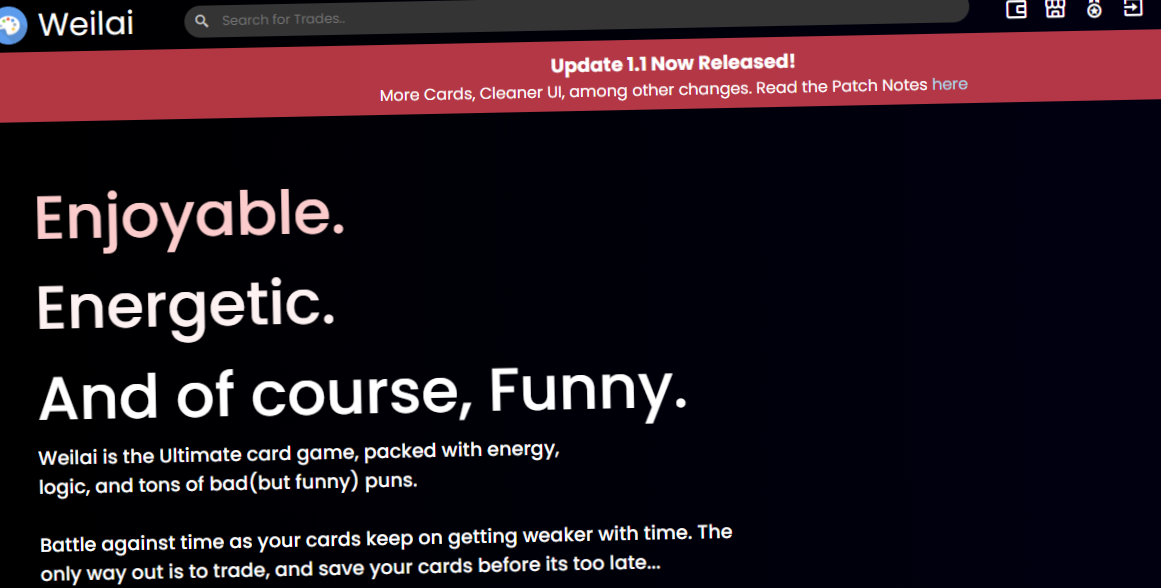 Weilai
Search for Trades..
Update 1.1 Now Released!
More Cards, Cleaner UI, among other changes. Read the Patch Notes here
Enjoyable.
Energetic.
And of course, Funny.
Weilai is the Ultimate card game, packed with energy,
logic, and tons of bad(but funny) puns.
Battle against time as your cards keep on getting weaker with time. The
only way out is to trade, and save your cards before its too late...